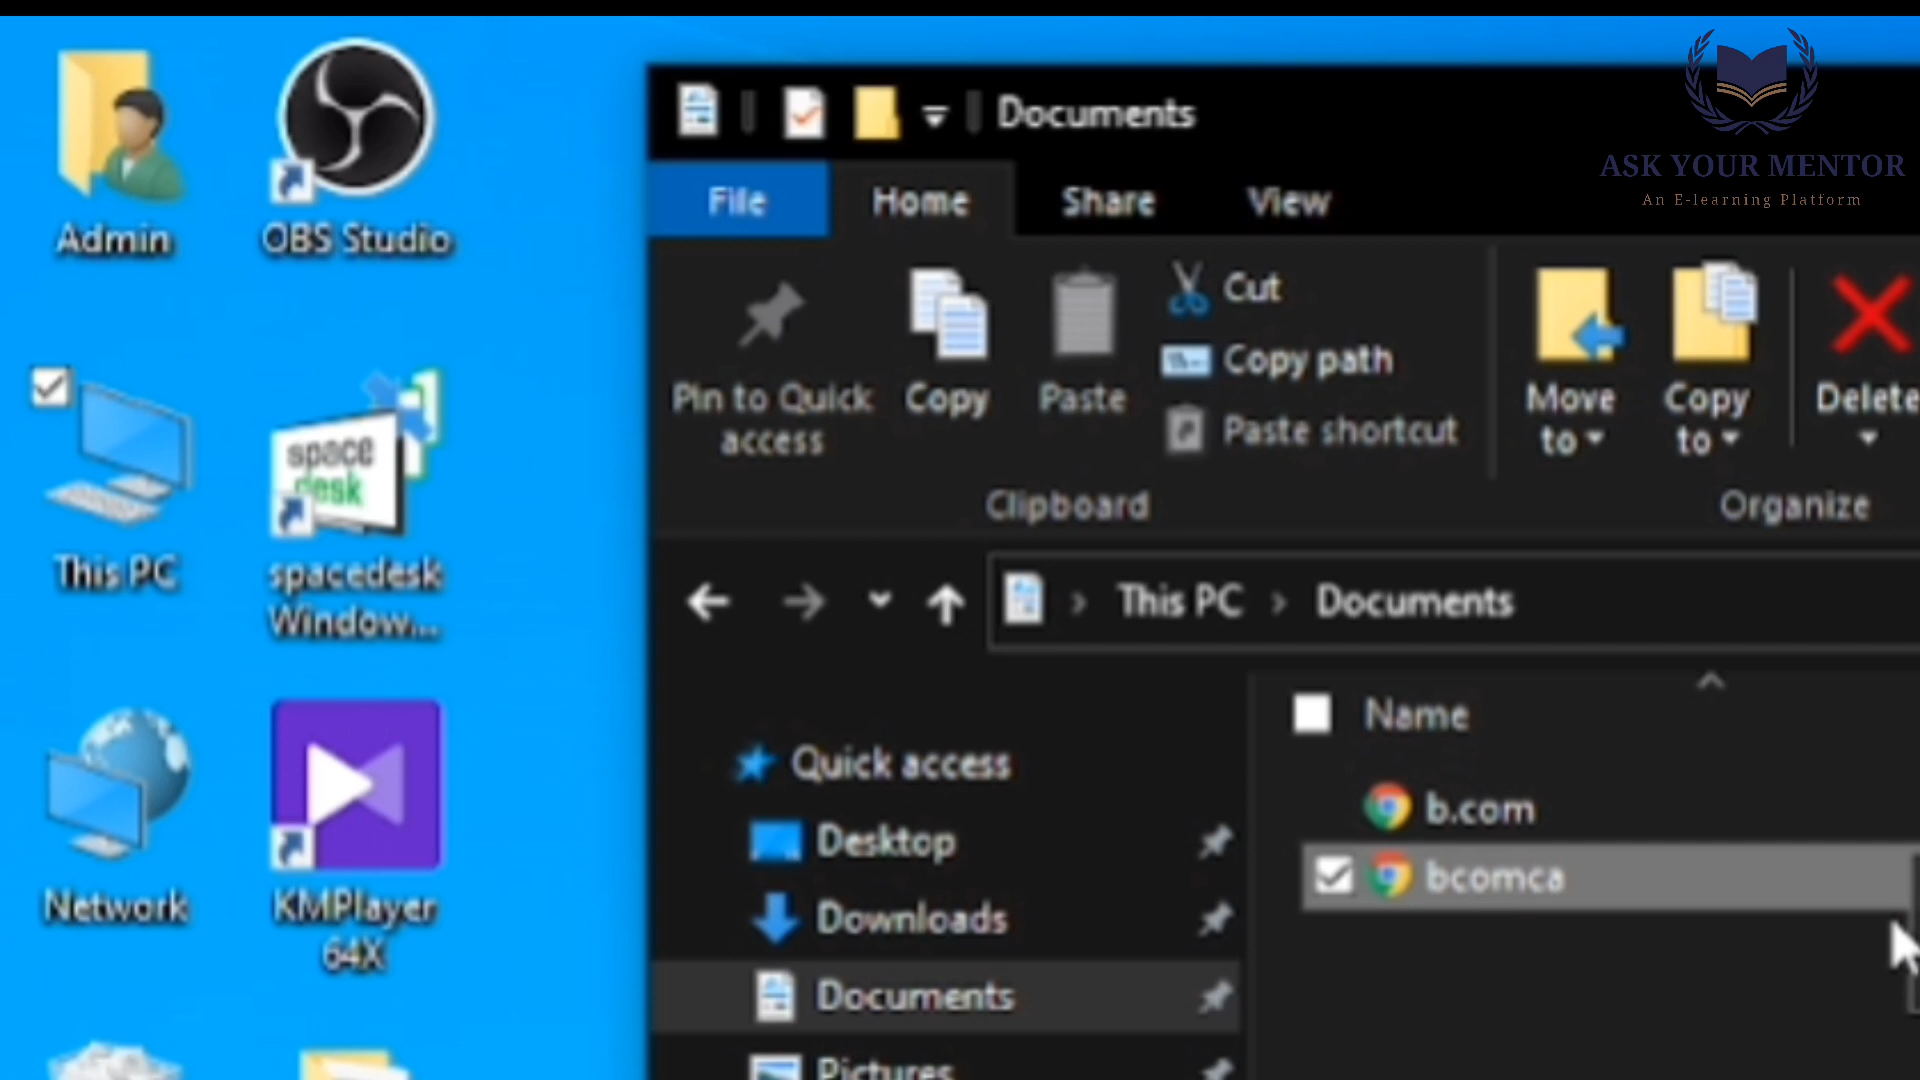 Admin
OBS Studio
This PC
space
desk
spacedesk
Window...
Network
KMPlayer
64X
Documents
File
Home
Share
View
Pin to Quick
access
Copy
Paste
Cut
Copy path
Paste shortcut
Clipboard
Move
to
Copy
to
Delete
Organize
This PC
Documents
Quick access
Desktop
Downloads
Documents
Pictures
Name
b.com
bcomca
ASK YOUR MENTOR
An E-learning Platform